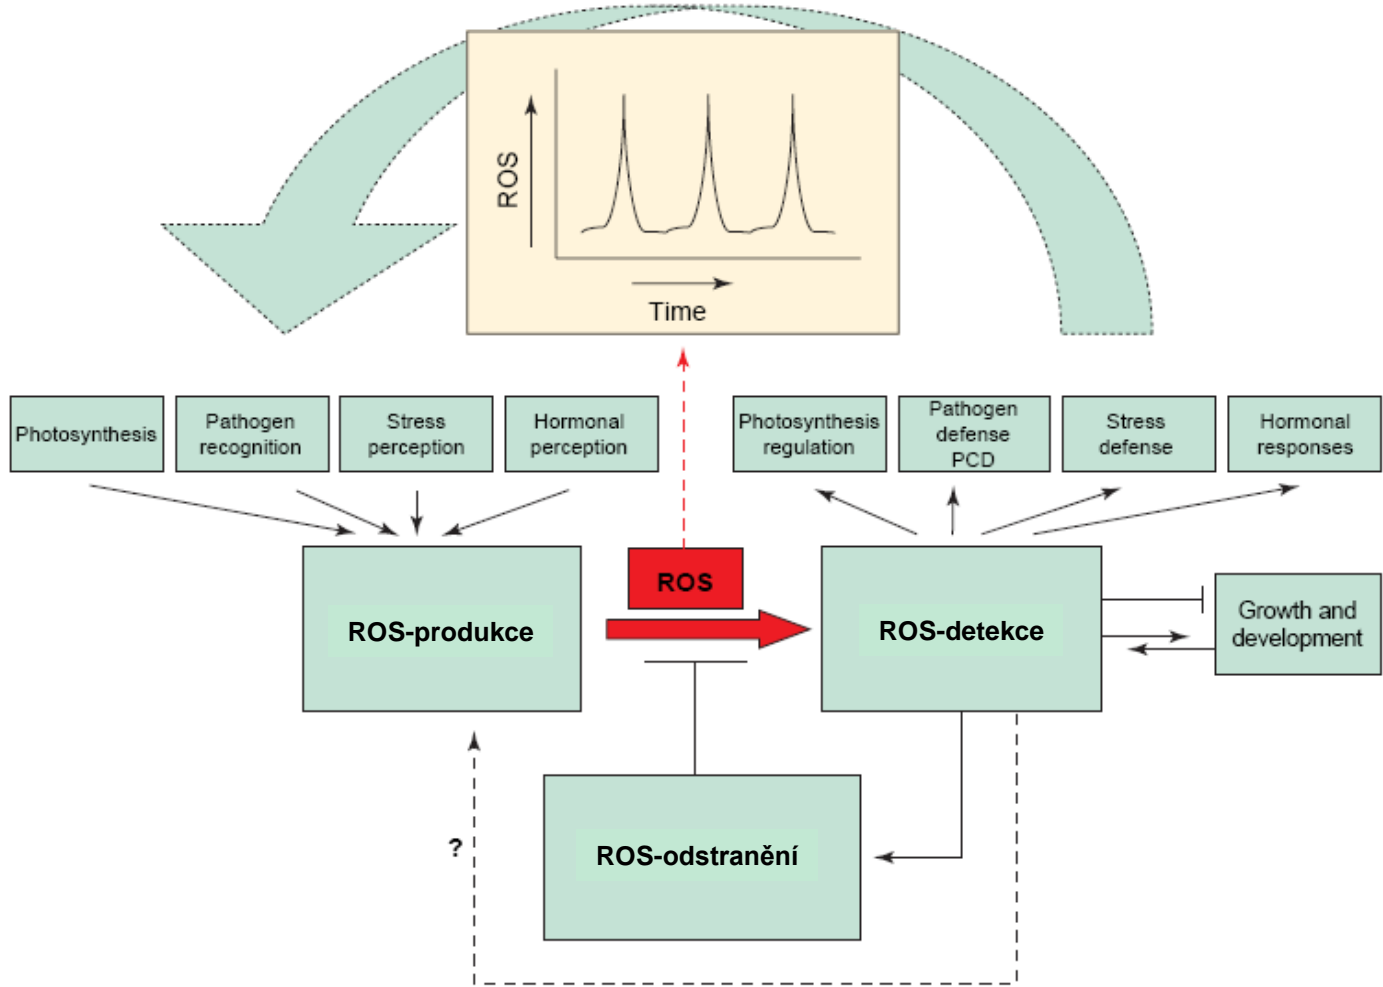 ROS
Time
Photosynthesis
Pathogen
recognition
Stress
perception
Hormonal
perception
Photosynthesis
regulation
Pathogen
defense
PCD
Stress
defense
Hormonal
responses
ROS-produkce
ROS
ROS-detekce
Growth and
development
ROS-odstranění
?